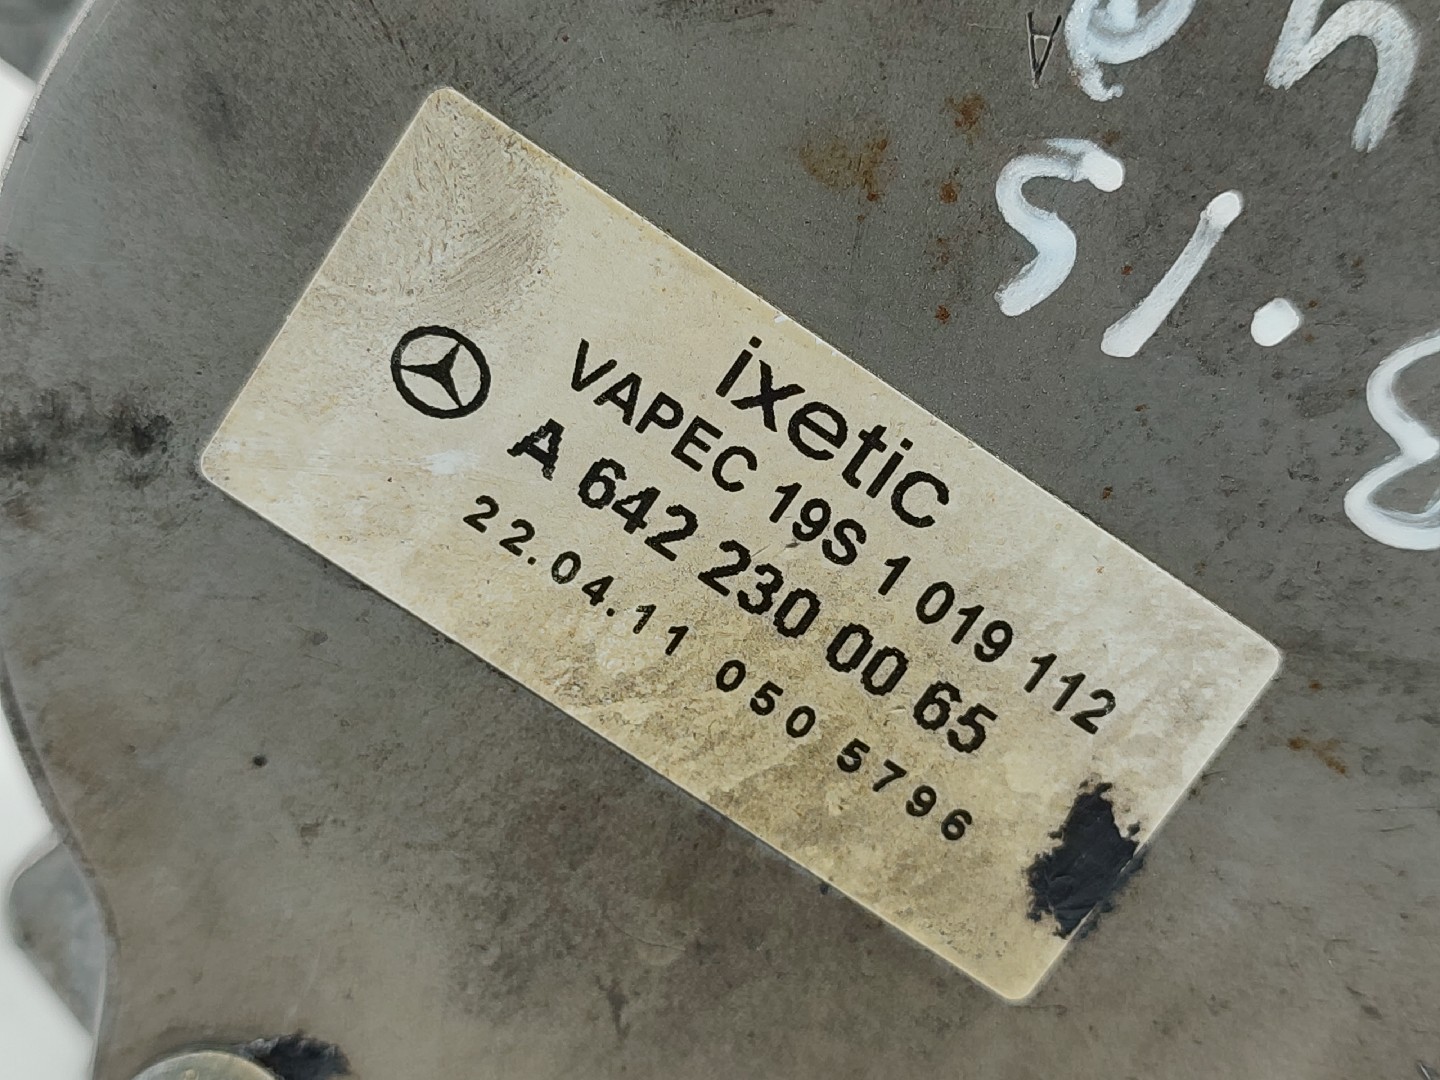 ixetic
VAPEC 19S 1 019 112
A 642 230 00 65
22.04.11 050 5796
A